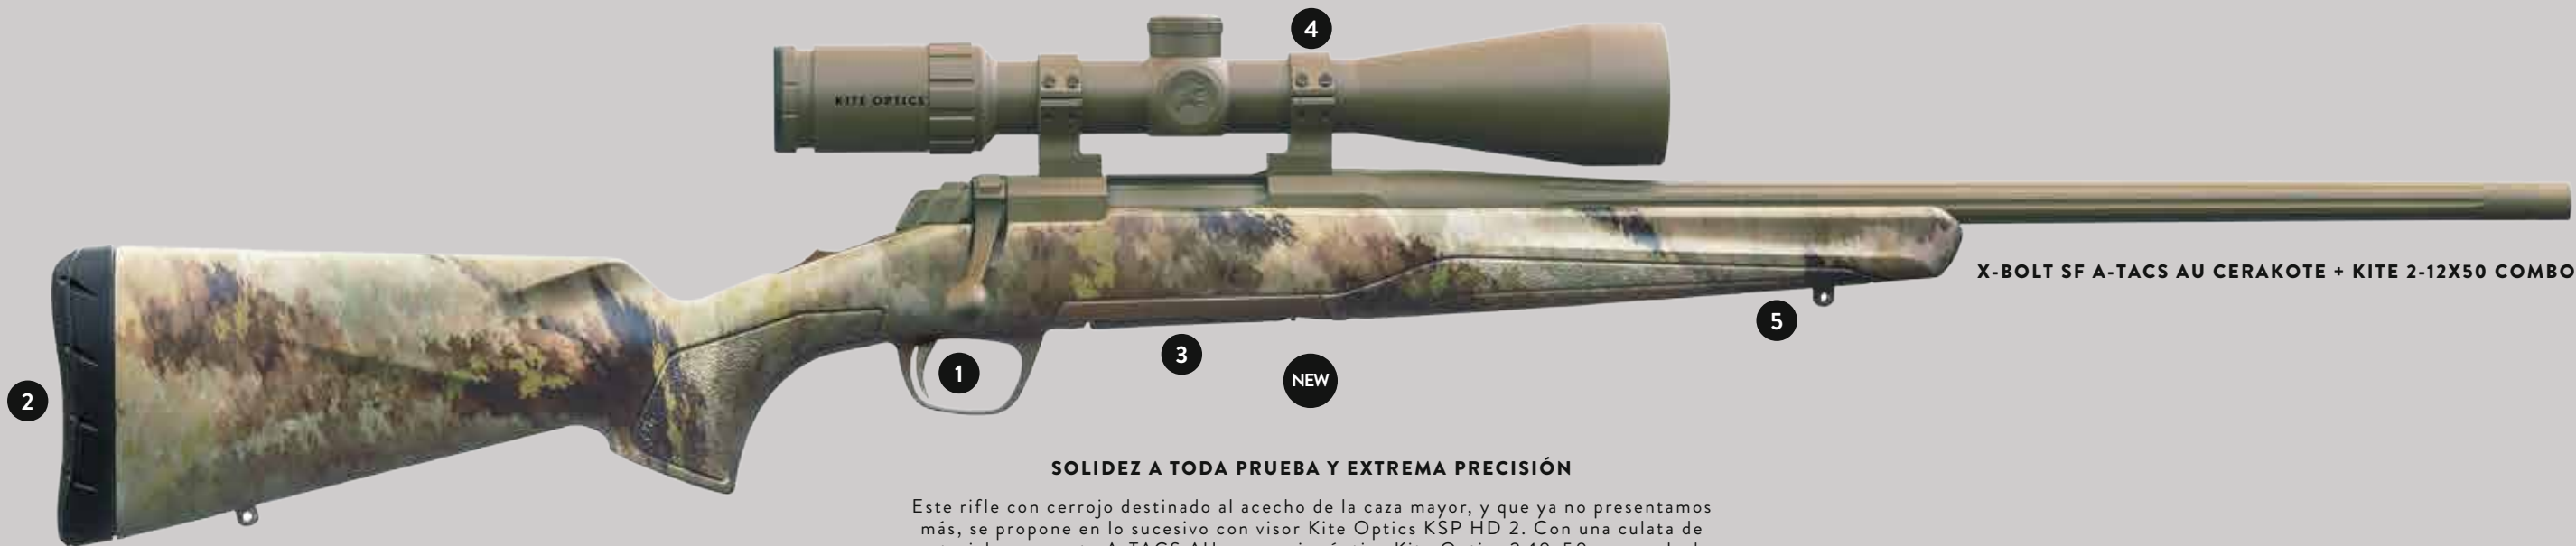 4
KITE OPTICS
X-BOLT SF A-TACS AU CERAKOTE + KITE 2-12X50 COMBO
5
3
1
NEW
2
SOLIDEZ A TODA PRUEBA Y EXTREMA PRECISIÓN
Este rifle con cerrojo destinado al acecho de la caza mayor, y que ya no presentamos
más, se propone en lo sucesivo con visor Kite Optics KSP HD 2. Con una culata de